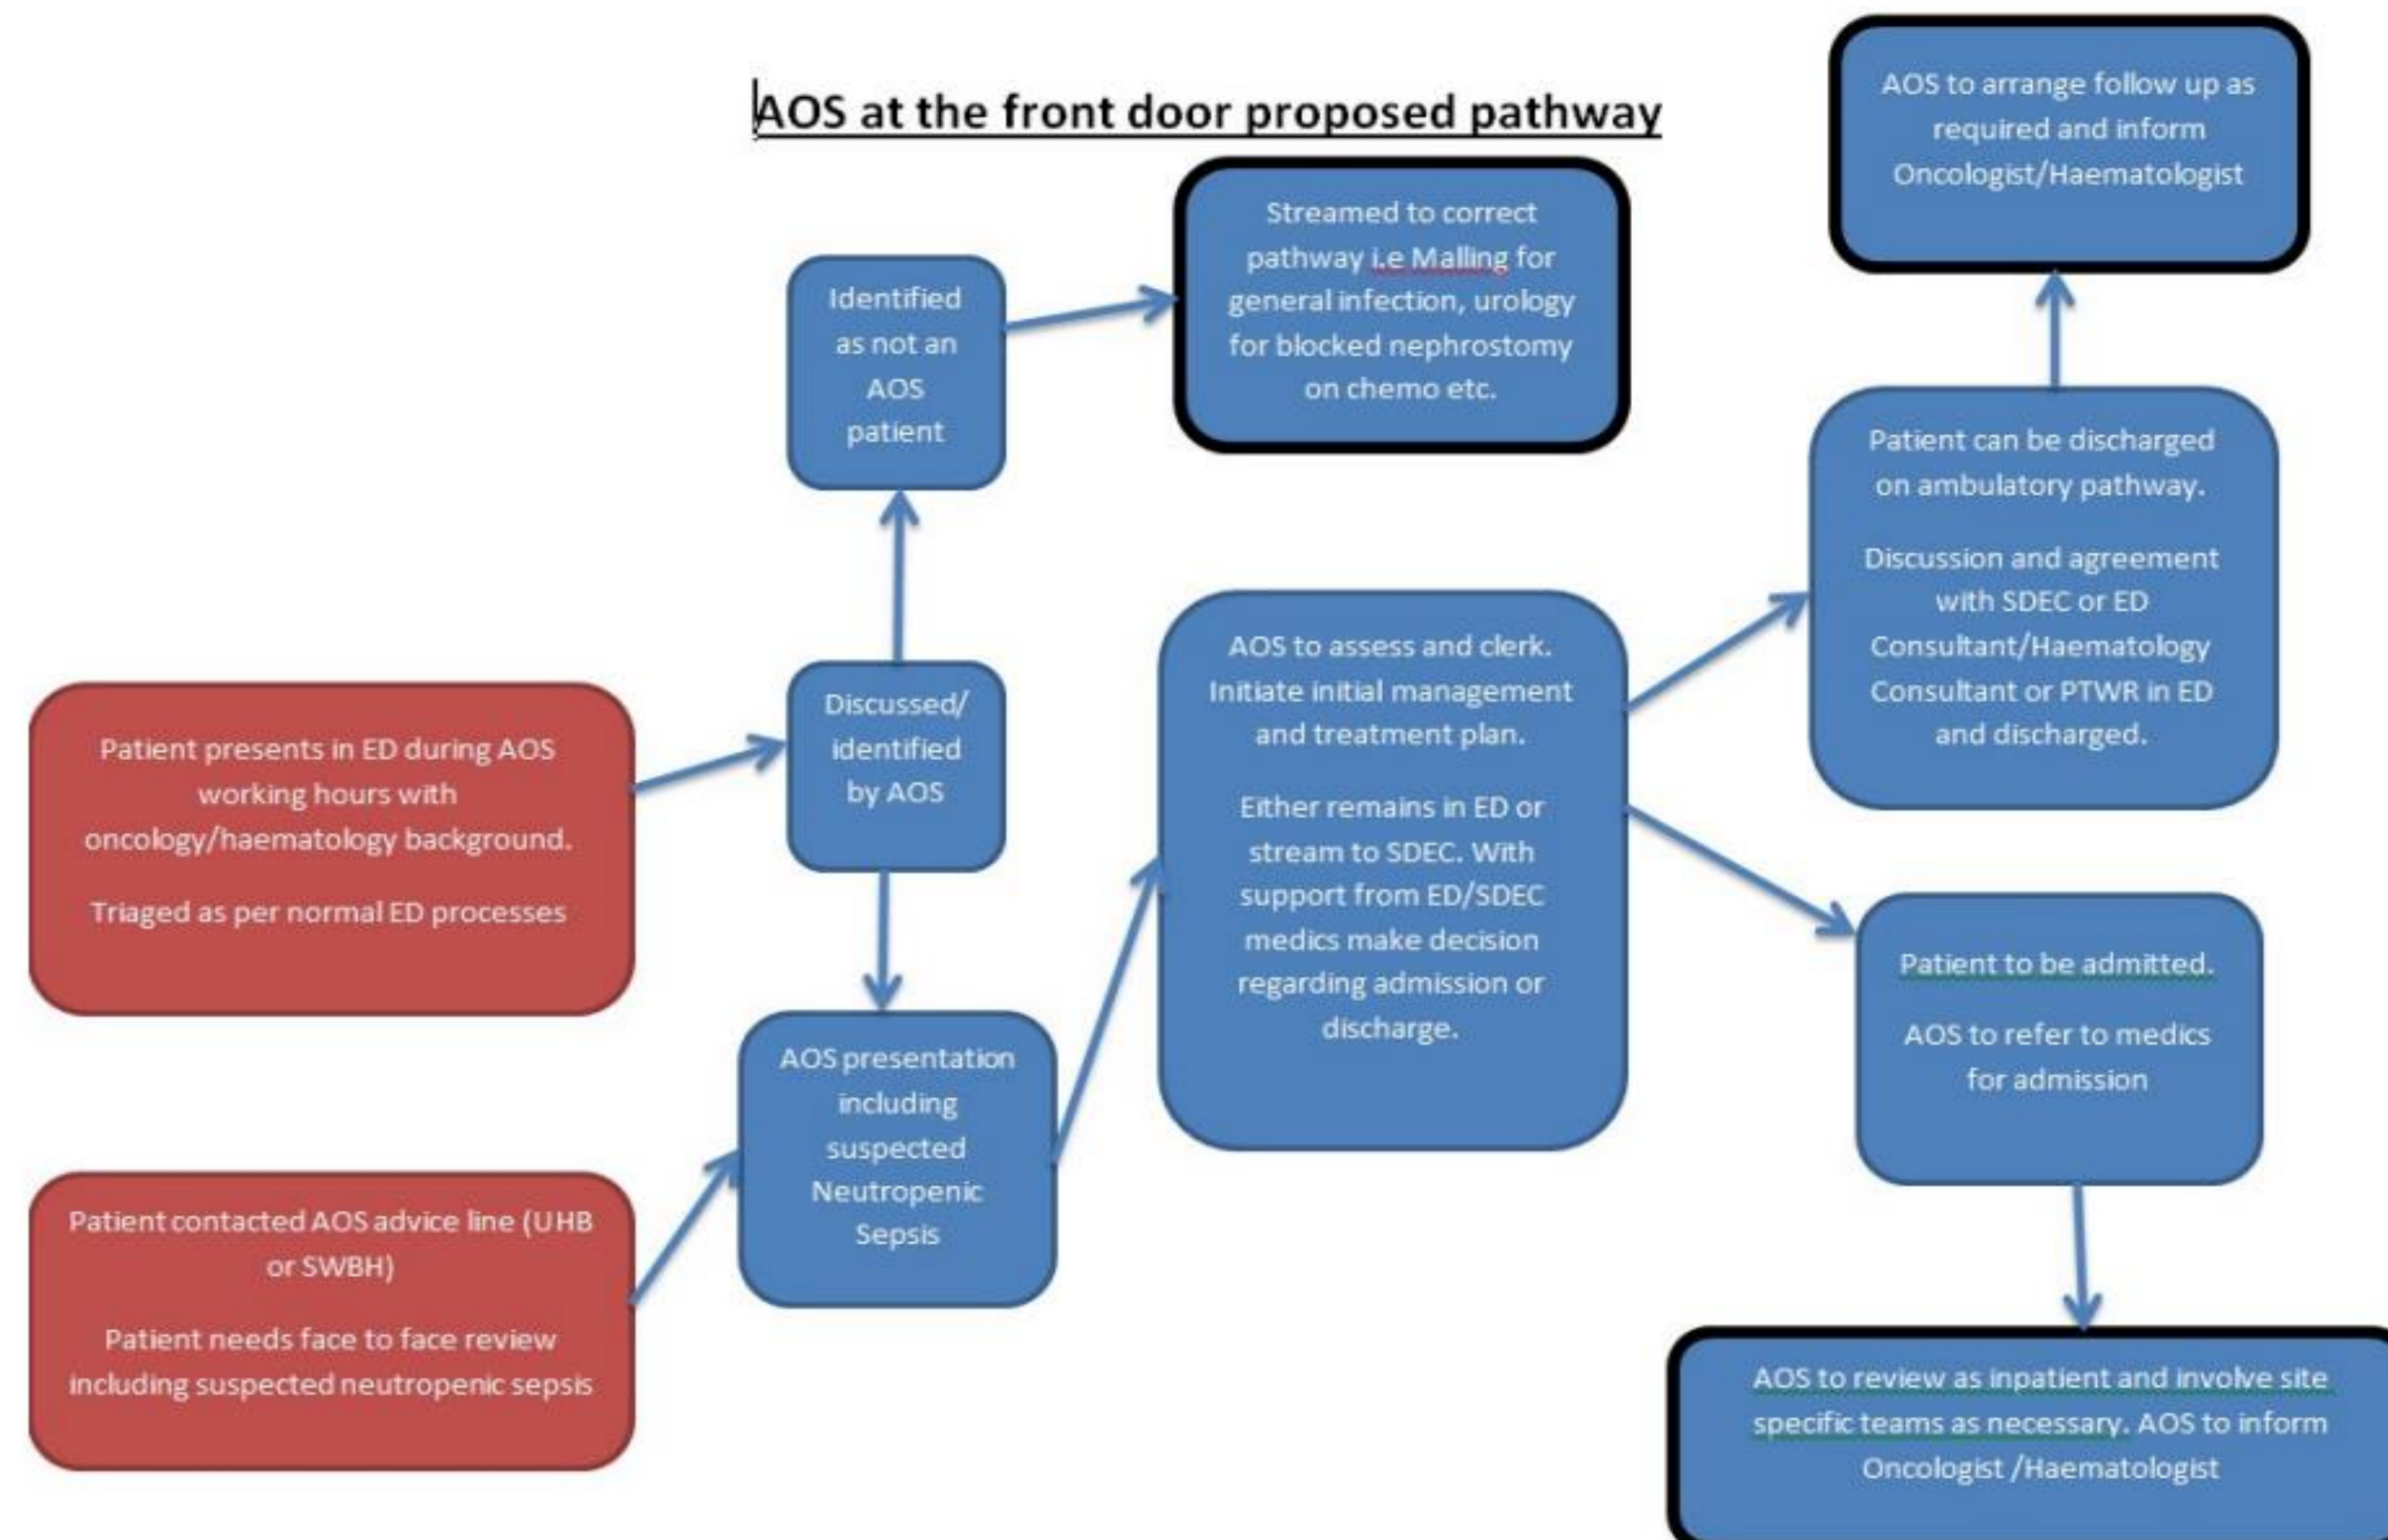 AOS at the front door proposed pathway
AOS to arrange follow up as
required and inform
Oncologist/Haematologist
Streamed to correct
pathway i.e Malling for
general infection, urology
for blocked nephrostomy
on chemo etc.
Identified
as not an
AOS
patient
Patient can be discharged
on ambulatory pathway.
Discussion and agreement
with SDEC or ED
Consultant/Haematology
Consultant or PTWR in ED
and discharged.
Discussed/
identified
by AOS
AOS to assess and clerk.
Initiate initial management
and treatment plan.
Either remains in ED or
stream to SDEC. With
support from ED/SDEC
medics make decision
regarding admission or
discharge.
Patient presents in ED during AOS
working hours with
oncology/haematology background.
Triaged as per normal ED processes
Patient to be admitted.
AOS to refer to medics
for admission
AOS presentation
including
suspected
Neutropenic
Sepsis
Patient contacted AOS advice line (UHB
or SWBH)
Patient needs face to face review
including suspected neutropenic sepsis
AOS to review as inpatient and involve site
specific teams as necessary. AOS to inform
Oncologist /Haematologist